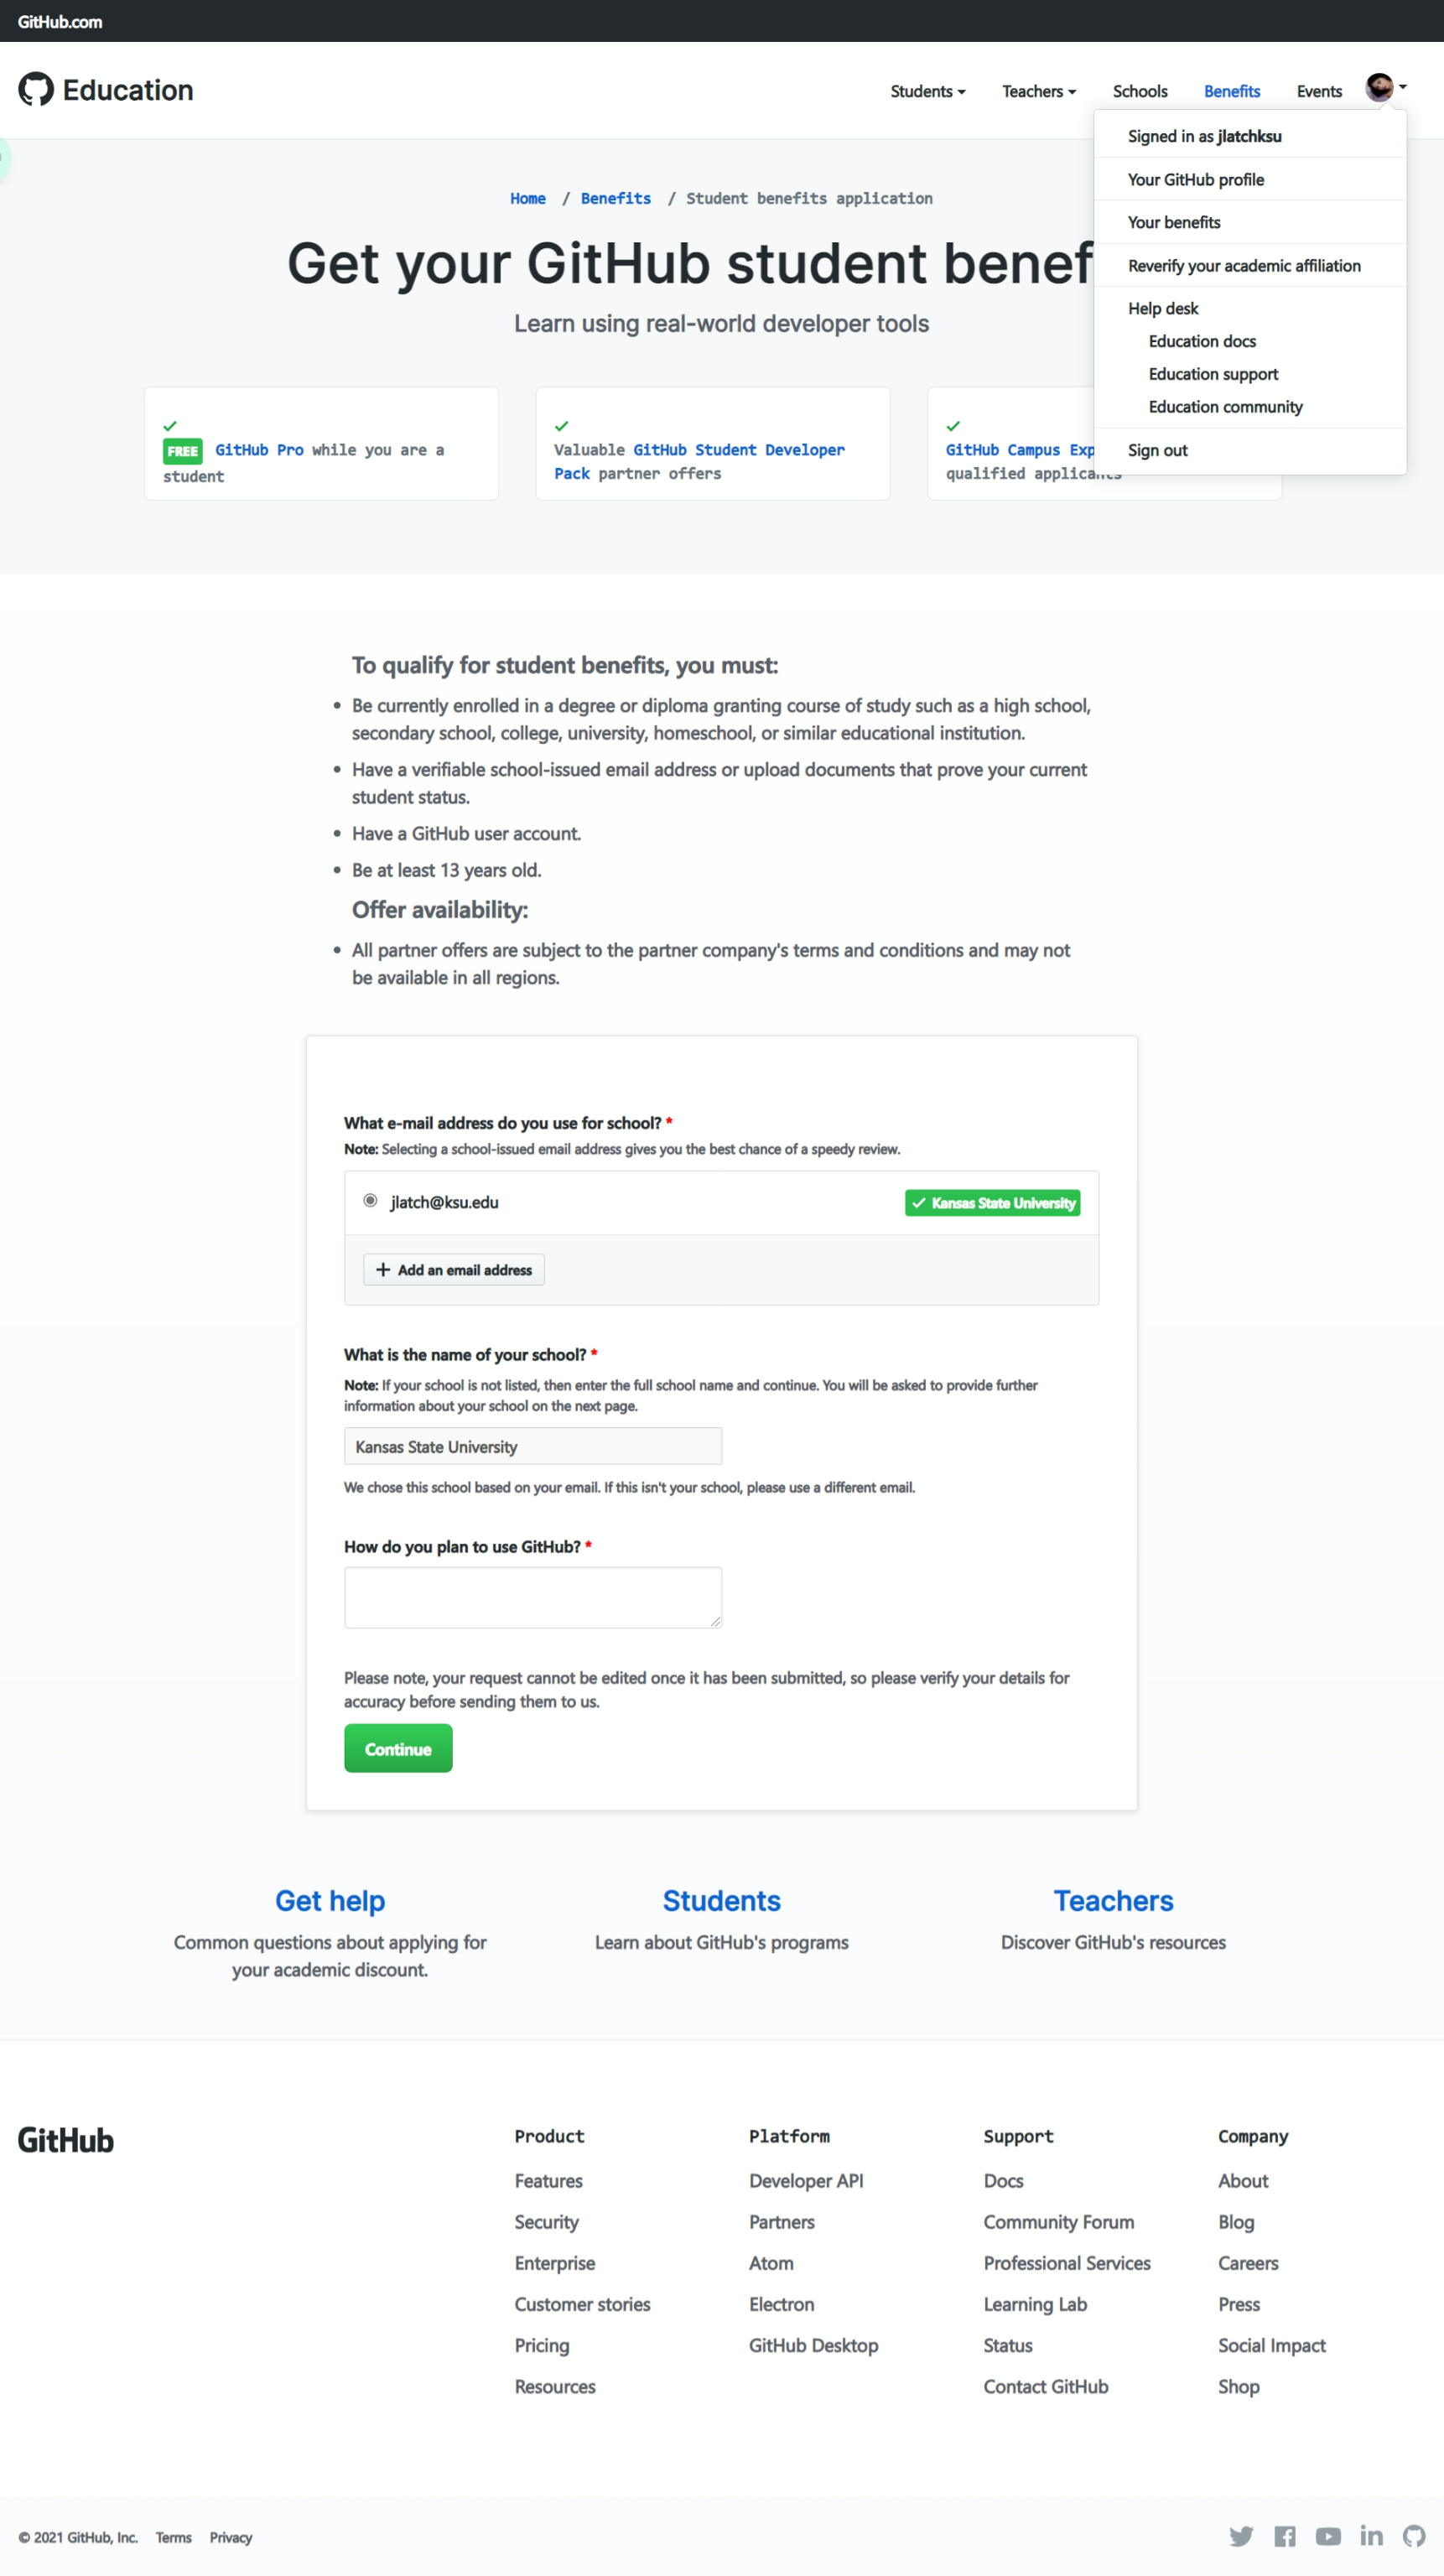 GitHub.com
Education
Students
Teachers
Schools
Benefits
Events
Signed in as jlatchksu
Your GitHub profile
Your benefits
Reverify your academic affiliation
Help desk
Education docs
Education support
Education community
Sign out
Home / Benefits / Student benefits application
Get your GitHub student benef
Learn using real-world developer tools
FREE GitHub Pro while you are a
student
Valuable GitHub Student Developer
Pack partner offers
GitHub Campus Exp
qualified applicants
To qualify for student benefits, you must:
• Be currently enrolled in a degree or diploma granting course of study such as a high school,
secondary school, college, university, homeschool, or similar educational institution.
• Have a verifiable school-issued email address or upload documents that prove your current
student status.
• Have a GitHub user account.
• Be at least 13 years old.
Offer availability:
• All partner offers are subject to the partner company's terms and conditions and may not
be available in all regions.
What e-mail address do you use for school? *
Note: Selecting a school-issued email address gives you the best chance of a speedy review.
jlatch@ksu.edu
Kansas State University
Add an email address
What is the name of your school? *
Note: If your school is not listed, then enter the full school name and continue. You will be asked to provide further
information about your school on the next page.
Kansas State University
We chose this school based on your email. If this isn't your school, please use a different email.
How do you plan to use GitHub? *
Please note, your request cannot be edited once it has been submitted, so please verify your details for
accuracy before sending them to us.
Continue
Get help
Common questions about applying for
your academic discount.
Students
Learn about GitHub's programs
Teachers
Discover GitHub's resources
GitHub
Product
Features
Security
Enterprise
Customer stories
Pricing
Resources
Platform
Developer API
Partners
Atom
Electron
GitHub Desktop
Support
Docs
Community Forum
Professional Services
Learning Lab
Status
Contact GitHub
Company
About
Blog
Careers
Press
Social Impact
Shop
© 2021 GitHub, Inc. Terms Privacy